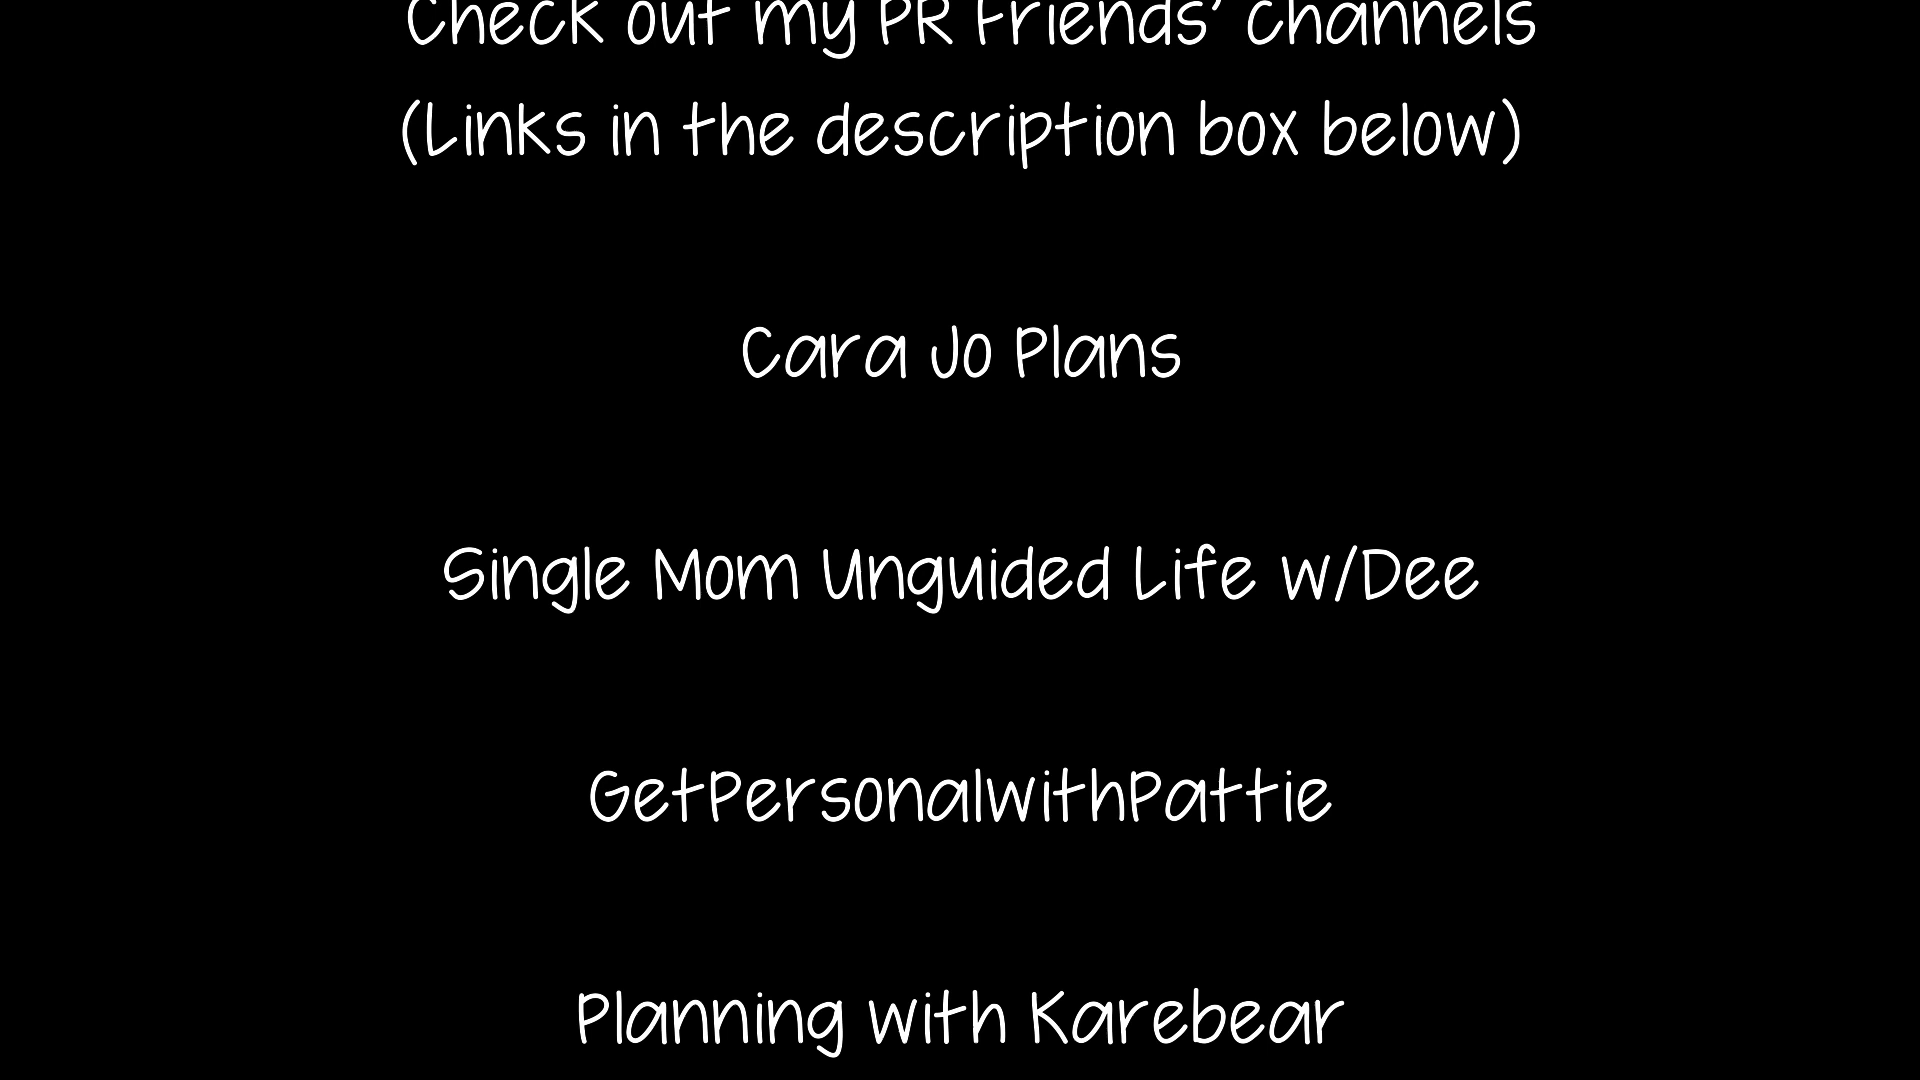 Check out my PR Friends' channels
(Links in the description box below)
Cara Jo Plans
Single Mom Unguided Life w/Dee
GetPersonalwithPattie
Planning with Karebear